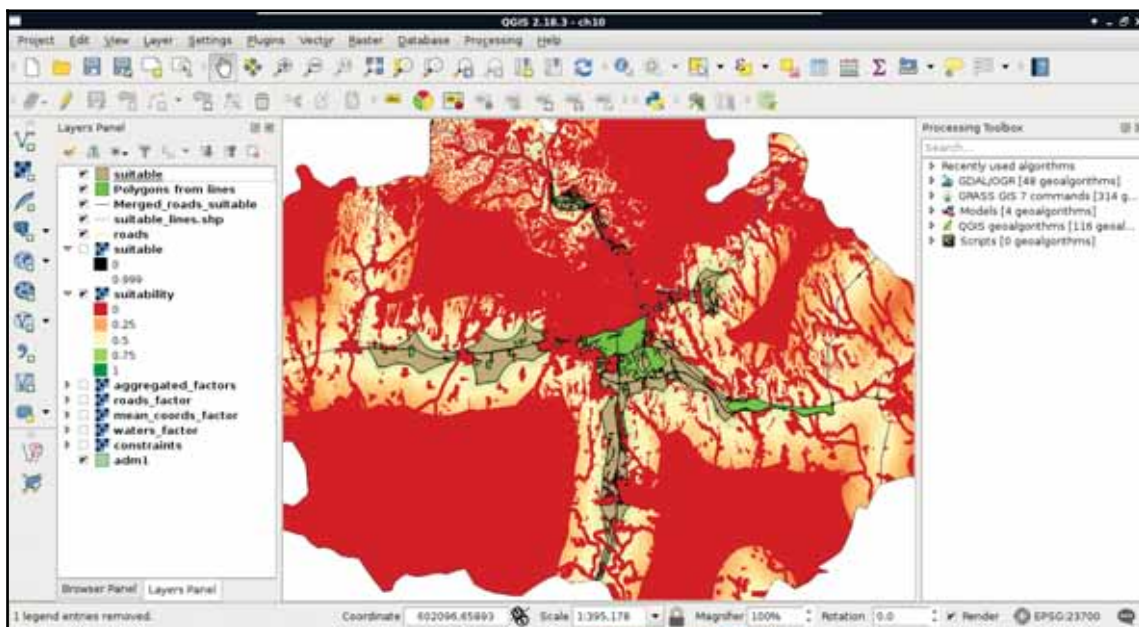 QGIS 2.18.3 - ch10
Project Edit View Layer Settings Plugins Vector Raster Database Processing Help
Layers Panel
suitable
Polygons from lines
Merged_roads_suitable
suitable_lines.shp
roads
suitable
0
0.999
suitability
0
0.25
0.5
0.75
1
aggregated_factors
roads_factor
mean_coords_factor
waters_factor
constraints
adm1
Browser Panel Layers Panel
Processing Toolbox
Search...
Recently used algorithms
GDAL/OGR [48 geoalgorithms]
GRASS GIS 7 commands [314 g...
Models [4 geoalgorithms]
QGIS geoalgorithms [116 geoal...
Scripts [0 geoalgorithms]
1 legend entries removed. Coordinate 602096,65893 Scale 1:395,178 Magnifier 100% Rotation 0.0 Render EPSG:23700